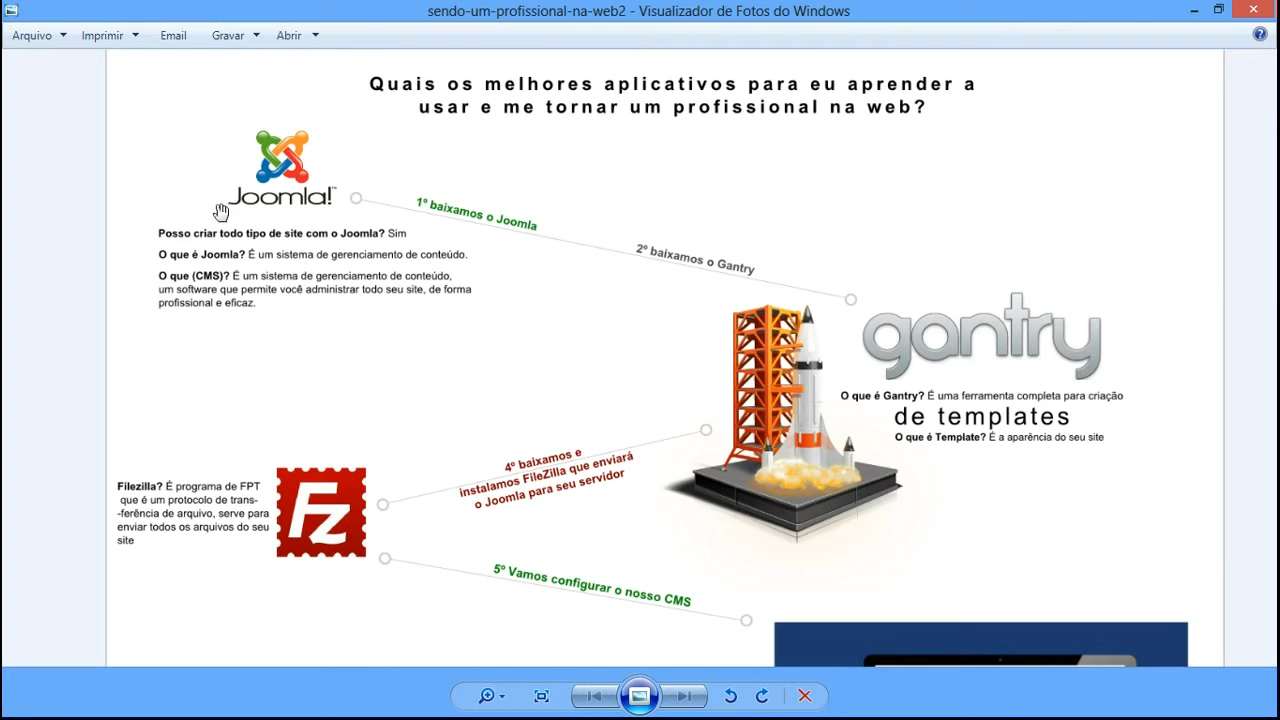 sendo-um-profissional-na-web2 - Visualizador de Fotos do Windows
Arquivo Imprimir Email Gravar Abrir
Quais os melhores aplicativos para eu aprender a
usar e me tornar um profissional na web?
Joomla!™
1º baixamos o Joomla
2º baixamos o Gantry
Posso criar todo tipo de site com o Joomla? Sim
O que é Joomla? É um sistema de gerenciamento de conteúdo.
O que (CMS)? É um sistema de gerenciamento de conteúdo,
um software que permite você administrar todo seu site, de forma
profissional e eficaz.
gantry
O que é Gantry? É uma ferramenta completa para criação
de templates
O que é Template? É a aparência do seu site
4º baixamos e
instalamos FileZilla que enviará
o Joomla para seu servidor
Filezilla? É programa de FPT
que é um protocolo de trans-
-ferência de arquivo, serve para
enviar todos os arquivos do seu
site
Fz
5º Vamos configurar o nosso CMS